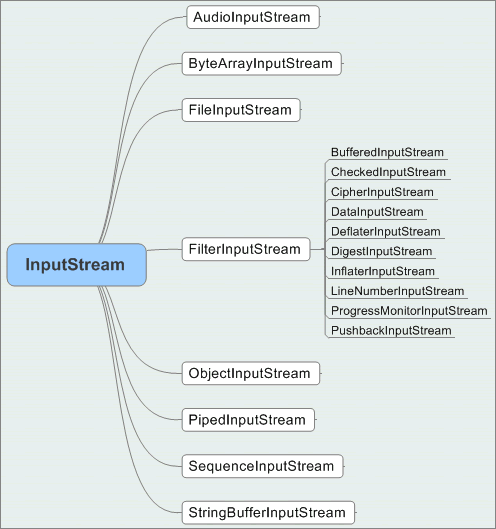 AudioInputStream
ByteArrayInputStream
FileInputStream
BufferedInputStream
CheckedInputStream
CipherInputStream
DataInputStream
DeflaterInputStream
FilterInputStream
DigestInputStream
InputStream
InflaterInputStream
LineNumberInputStream
ProgressMonitorInputStream
PushbackInputStream
ObjectInputStream
PipedInputStream
SequenceInputStream
StringBufferInputStream